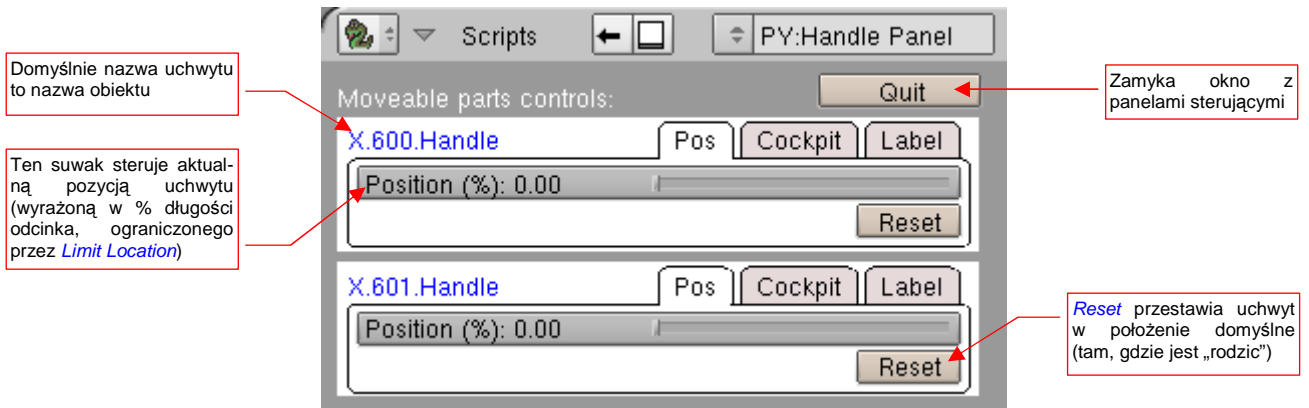 Scripts
PY:Handle Panel
Domyślnie nazwa uchwytu
to nazwa obiektu
Moveable parts controls:
Quit
Zamyka okno z
panelami sterującymi
X.600.Handle
Pos
Cockpit
Label
Ten suwak steruje aktual-
ną pozycją uchwytu
(wyrażoną w % długości
odcinka, ograniczonego
przez Limit Location)
Position (%): 0.00
Reset
X.601.Handle
Pos
Cockpit
Label
Position (%): 0.00
Reset
Reset przestawia uchwyt
w położenie domyślne
(tam, gdzie jest „rodzic”)